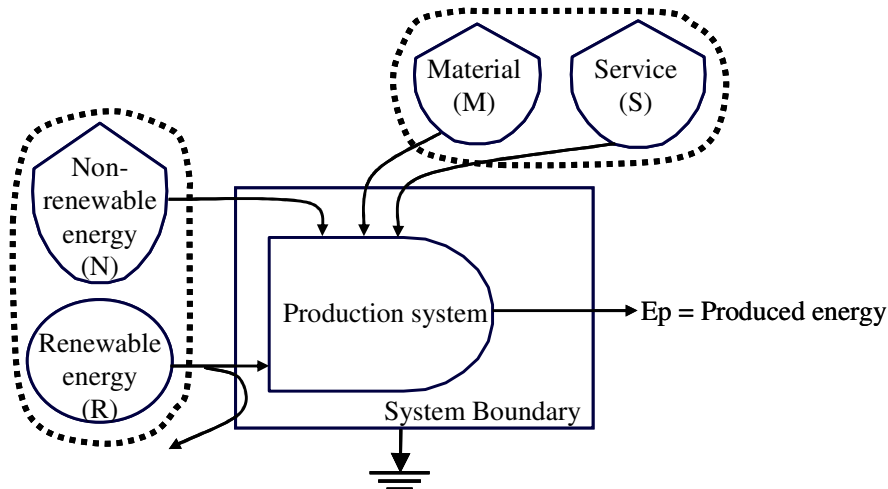 Material
(M)
Service
(S)
Non-
renewable
energy
(N)
Production system
Ep = Produced energy
Renewable
energy
(R)
System Boundary